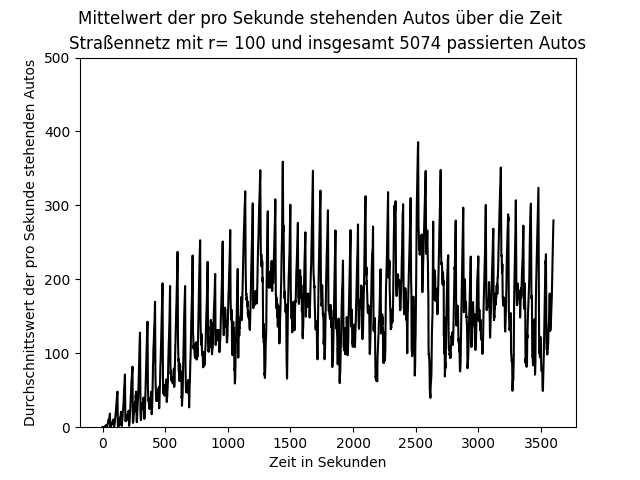 Mittelwert der pro Sekunde stehenden Autos über die Zeit
Straßennetz mit r= 100 und insgesamt 5074 passierten Autos
Durchschnittswert der pro Sekunde stehenden Autos
500
400
300
200
100
0
0 500 1000 1500 2000 2500 3000 3500
Zeit in Sekunden